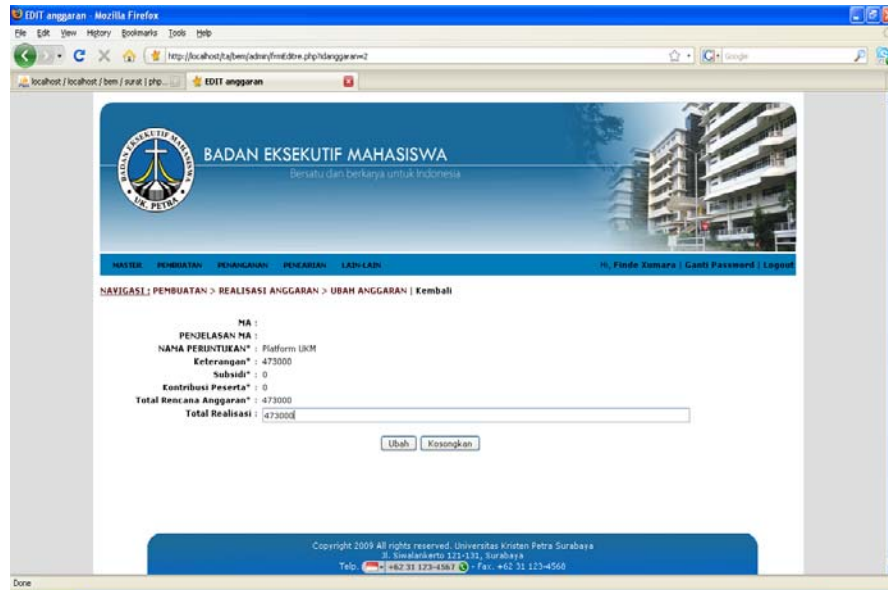 EDIT anggaran - Mozilla Firefox
File Edit View History Bookmarks Tools Help
http://localhost/ta/bem/admin/frmEditre.php?idanggaran=2
Google
localhost / localhost / bem / surat | php...
EDIT anggaran
BADAN EKSEKUTIF MAHASISWA
UK. PETRA
BADAN EKSEKUTIF MAHASISWA
Bersatu dan berkarya untuk Indonesia
MASTER PEMBUATAN PENANGANAN PENCARIAN LAIN-LAIN
Hi, Finde Xumara | Ganti Password | Logout
NAVIGASI : PEMBUATAN > REALISASI ANGGARAN > UBAH ANGGARAN | Kembali
MA :
PENJELASAN MA :
NAMA PERUNTUKAN* : Platform UKM
Keterangan* : 473000
Subsidi* : 0
Kontribusi Peserta* : 0
Total Rencana Anggaran* : 473000
Total Realisasi : 473000
Ubah Kosongkan
Copyright 2009 All rights reserved. Universitas Kristen Petra Surabaya
Jl. Siwalankerto 121-131, Surabaya
Telp. +62 31 123-4567 - Fax. +62 31 123-4568
Done